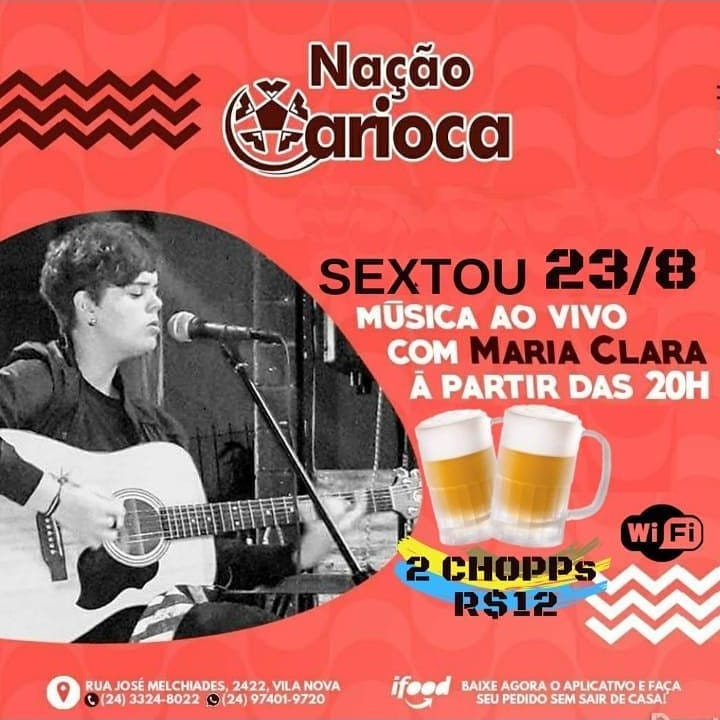 Nação
Carioca
SEXTOU 23/8
MÚSICA AO VIVO
COM MARIA CLARA
À PARTIR DAS 20H
2 CHOPPs
R$12
Wi Fi
RUA JOSÉ MELCHIADES, 2422, VILA NOVA
(24) 3324-8022 (24) 97401-9720
ifood
BAIXE AGORA O APLICATIVO E FAÇA
SEU PEDIDO SEM SAIR DE CASA!